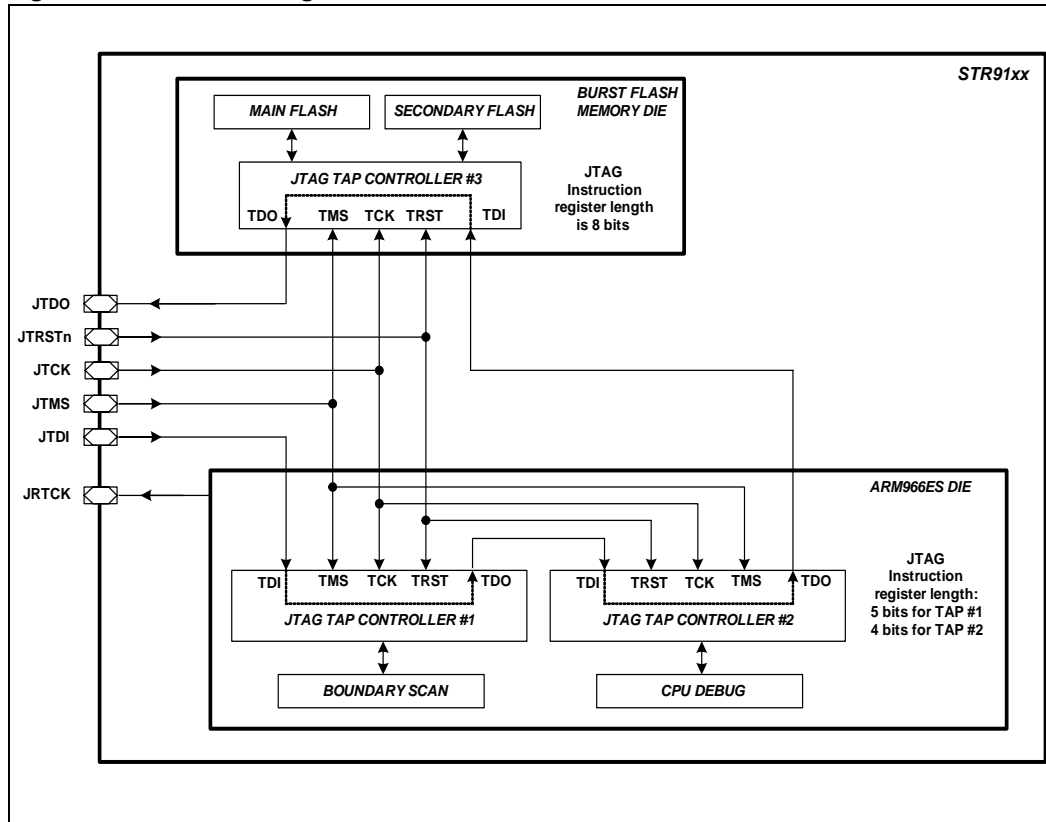 STR91xx
BURST FLASH
MEMORY DIE
MAIN FLASH
SECONDARY FLASH
JTAG TAP CONTROLLER #3
TDO TMS TCK TRST TDI
JTAG
Instruction
register length
is 8 bits
JTDO
JTRSTn
JTCK
JTMS
JTDI
JRTCK
ARM966ES DIE
TDI TMS TCK TRST TDO
JTAG TAP CONTROLLER #1
BOUNDARY SCAN
TDI TRST TCK TMS TDO
JTAG TAP CONTROLLER #2
CPU DEBUG
JTAG
Instruction
register length:
5 bits for TAP #1
4 bits for TAP #2